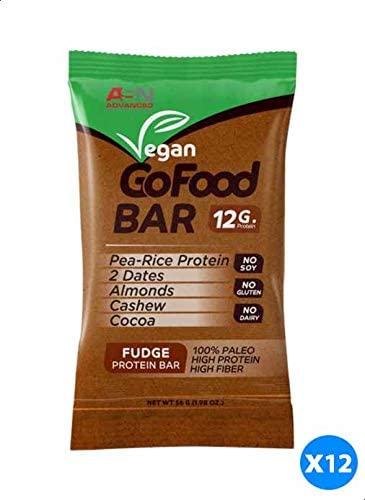 ASN
ADVANCED
Vegan
GoFood
BAR 12G.
Protein
Pea-Rice Protein
2 Dates
Almonds
Cashew
Cocoa
NO
SOY
NO
GLUTEN
NO
DAIRY
FUDGE
PROTEIN BAR
100% PALEO
HIGH PROTEIN
HIGH FIBER
NET WT 56 G (1.98 OZ.)
X12